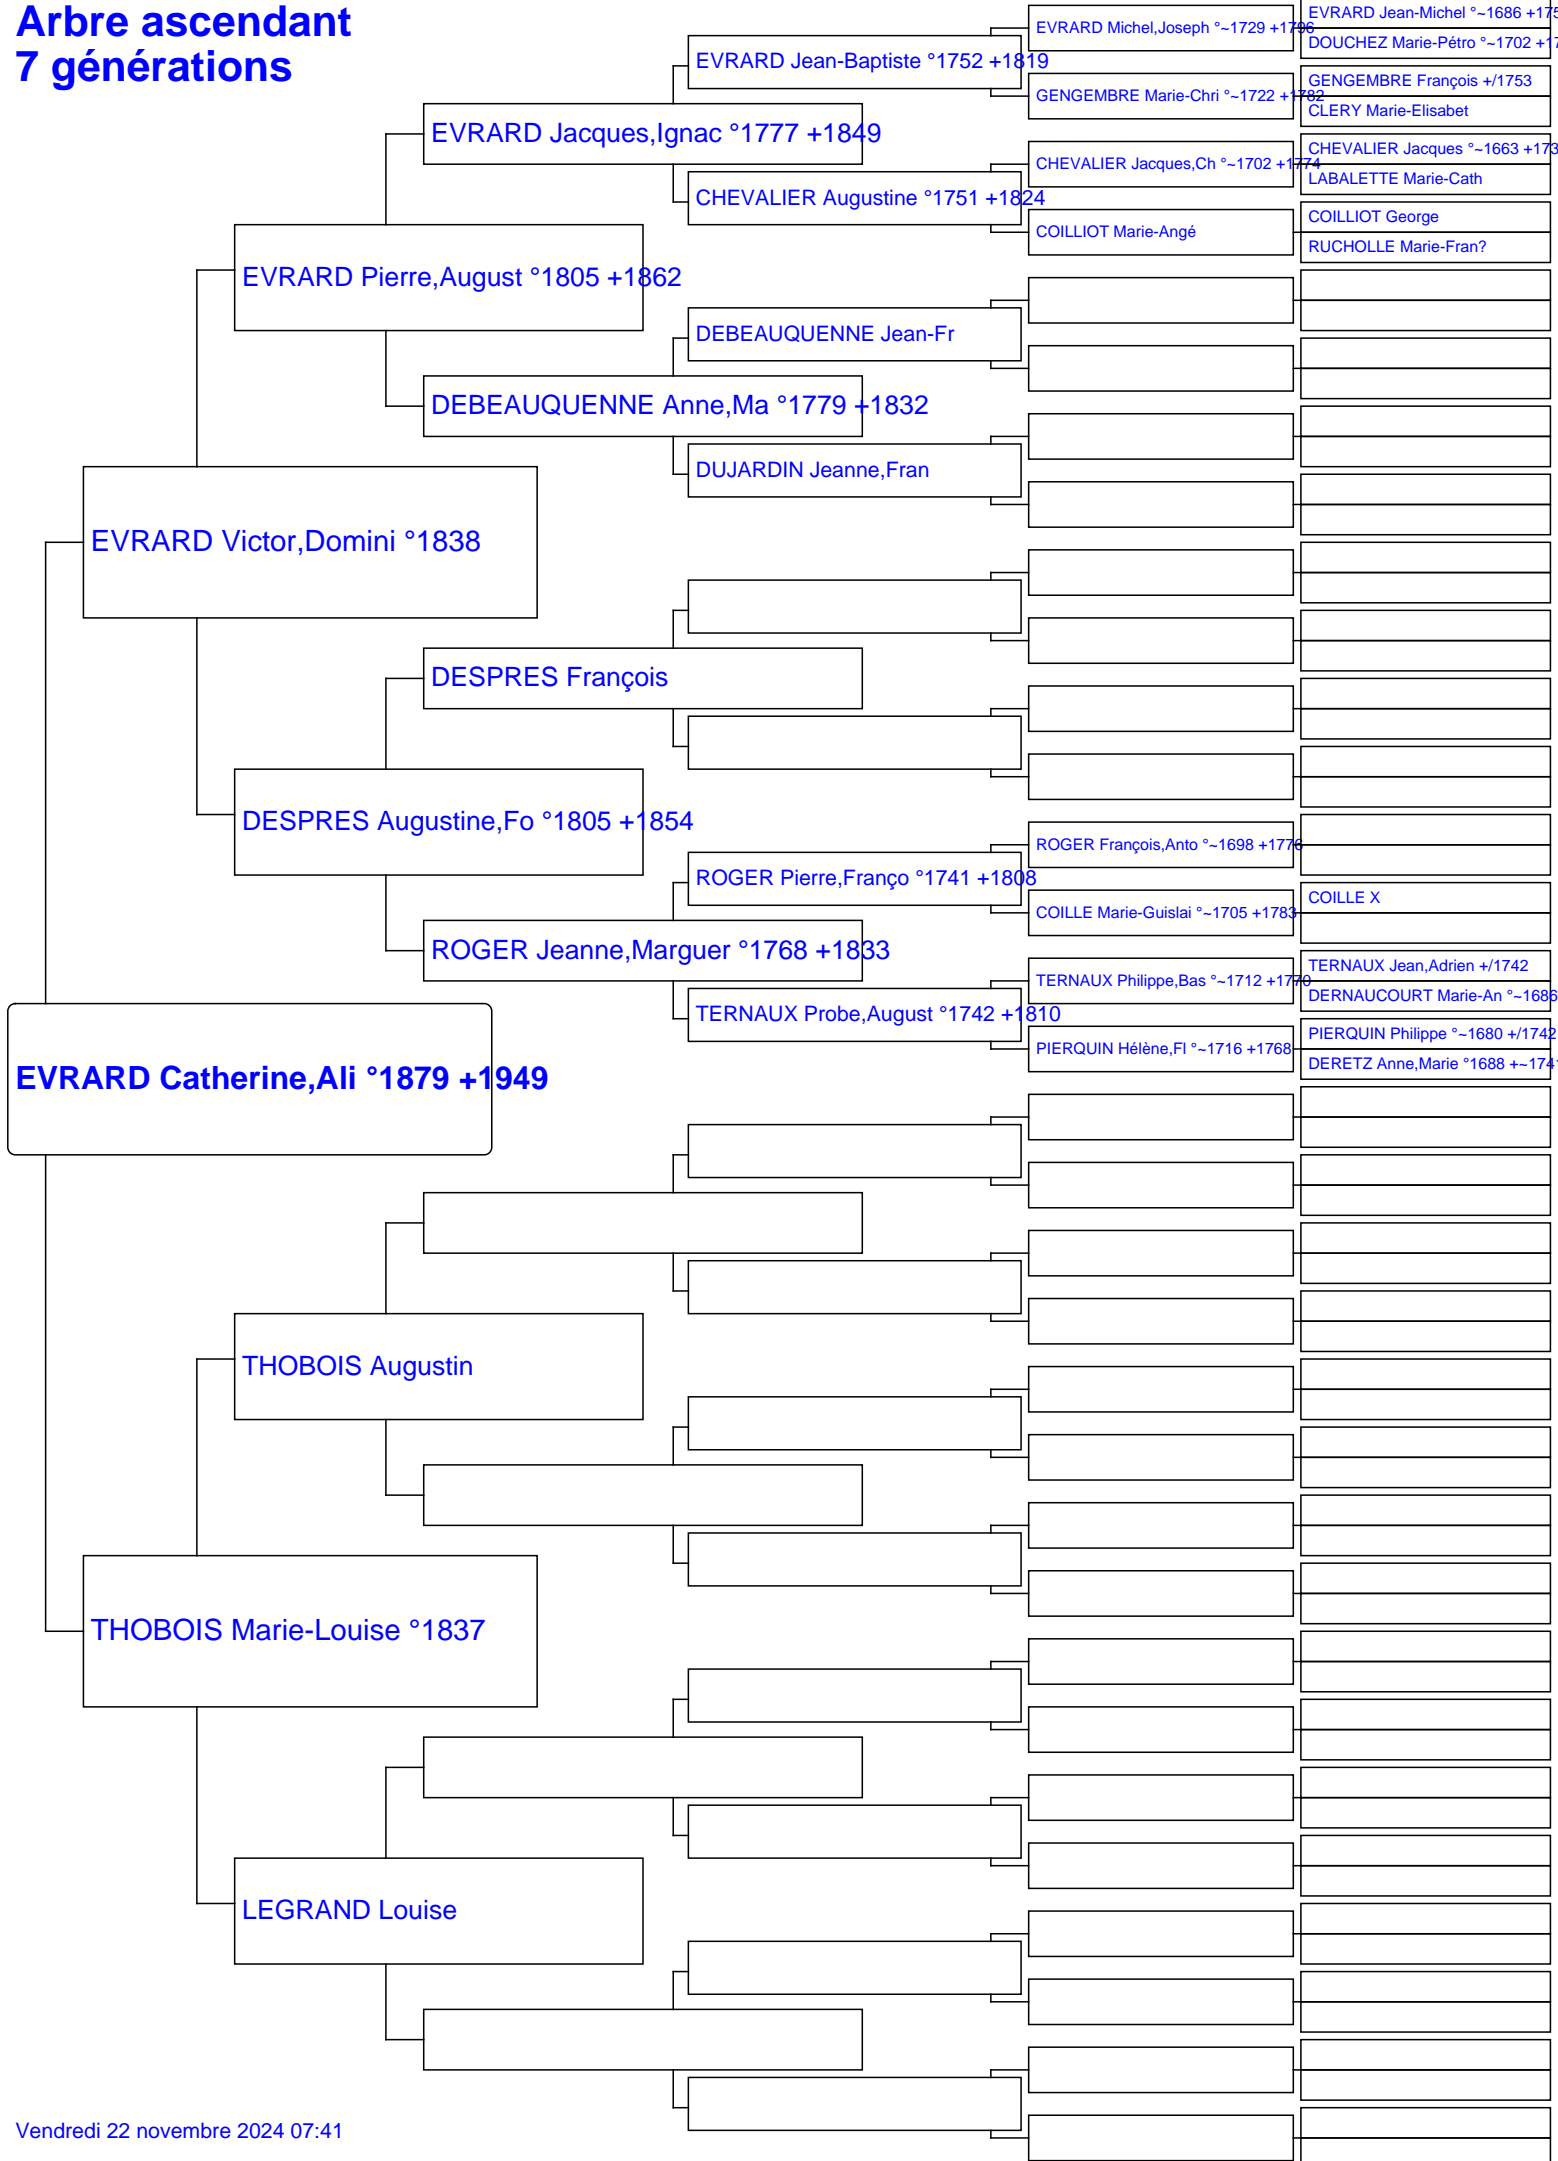 Arbre ascendant
7 générations
EVRARD Catherine,Ali °1879 +1949
EVRARD Victor,Domini °1838
THOBOIS Marie-Louise °1837
EVRARD Pierre,August °1805 +1862
DESPRES Augustine,Fo °1805 +1854
THOBOIS Augustin
LEGRAND Louise
EVRARD Jacques,Ignac °1777 +1849
DEBEAUQUENNE Anne,Ma °1779 +1832
DESPRES François
ROGER Jeanne,Marguer °1768 +1833
EVRARD Jean-Baptiste °1752 +1819
CHEVALIER Augustine °1751 +1824
DEBEAUQUENNE Jean-Fr
DUJARDIN Jeanne,Fran
ROGER Pierre,Franço °1741 +1808
TERNAUX Probe,August °1742 +1810
EVRARD Michel,Joseph °~1729 +1796
GENGEMBRE Marie-Chri °~1722 +1782
CHEVALIER Jacques,Ch °~1702 +1774
COILLIOT Marie-Angé
ROGER François,Anto °~1698 +1776
COILLE Marie-Guislai °~1705 +1783
TERNAUX Philippe,Bas °~1712 +1770
PIERQUIN Hélène,Fl °~1716 +1768
EVRARD Jean-Michel °~1686 +175
DOUCHEZ Marie-Pétro °~1702 +17
GENGEMBRE François +/1753
CLERY Marie-Elisabet
CHEVALIER Jacques °~1663 +173
LABALETTE Marie-Cath
COILLIOT George
RUCHOLLE Marie-Fran?
COILLE X
TERNAUX Jean,Adrien +/1742
DERNAUCOURT Marie-An °~1686
PIERQUIN Philippe °~1680 +/1742
DERETZ Anne,Marie °1688 +~1741
Vendredi 22 novembre 2024 07:41